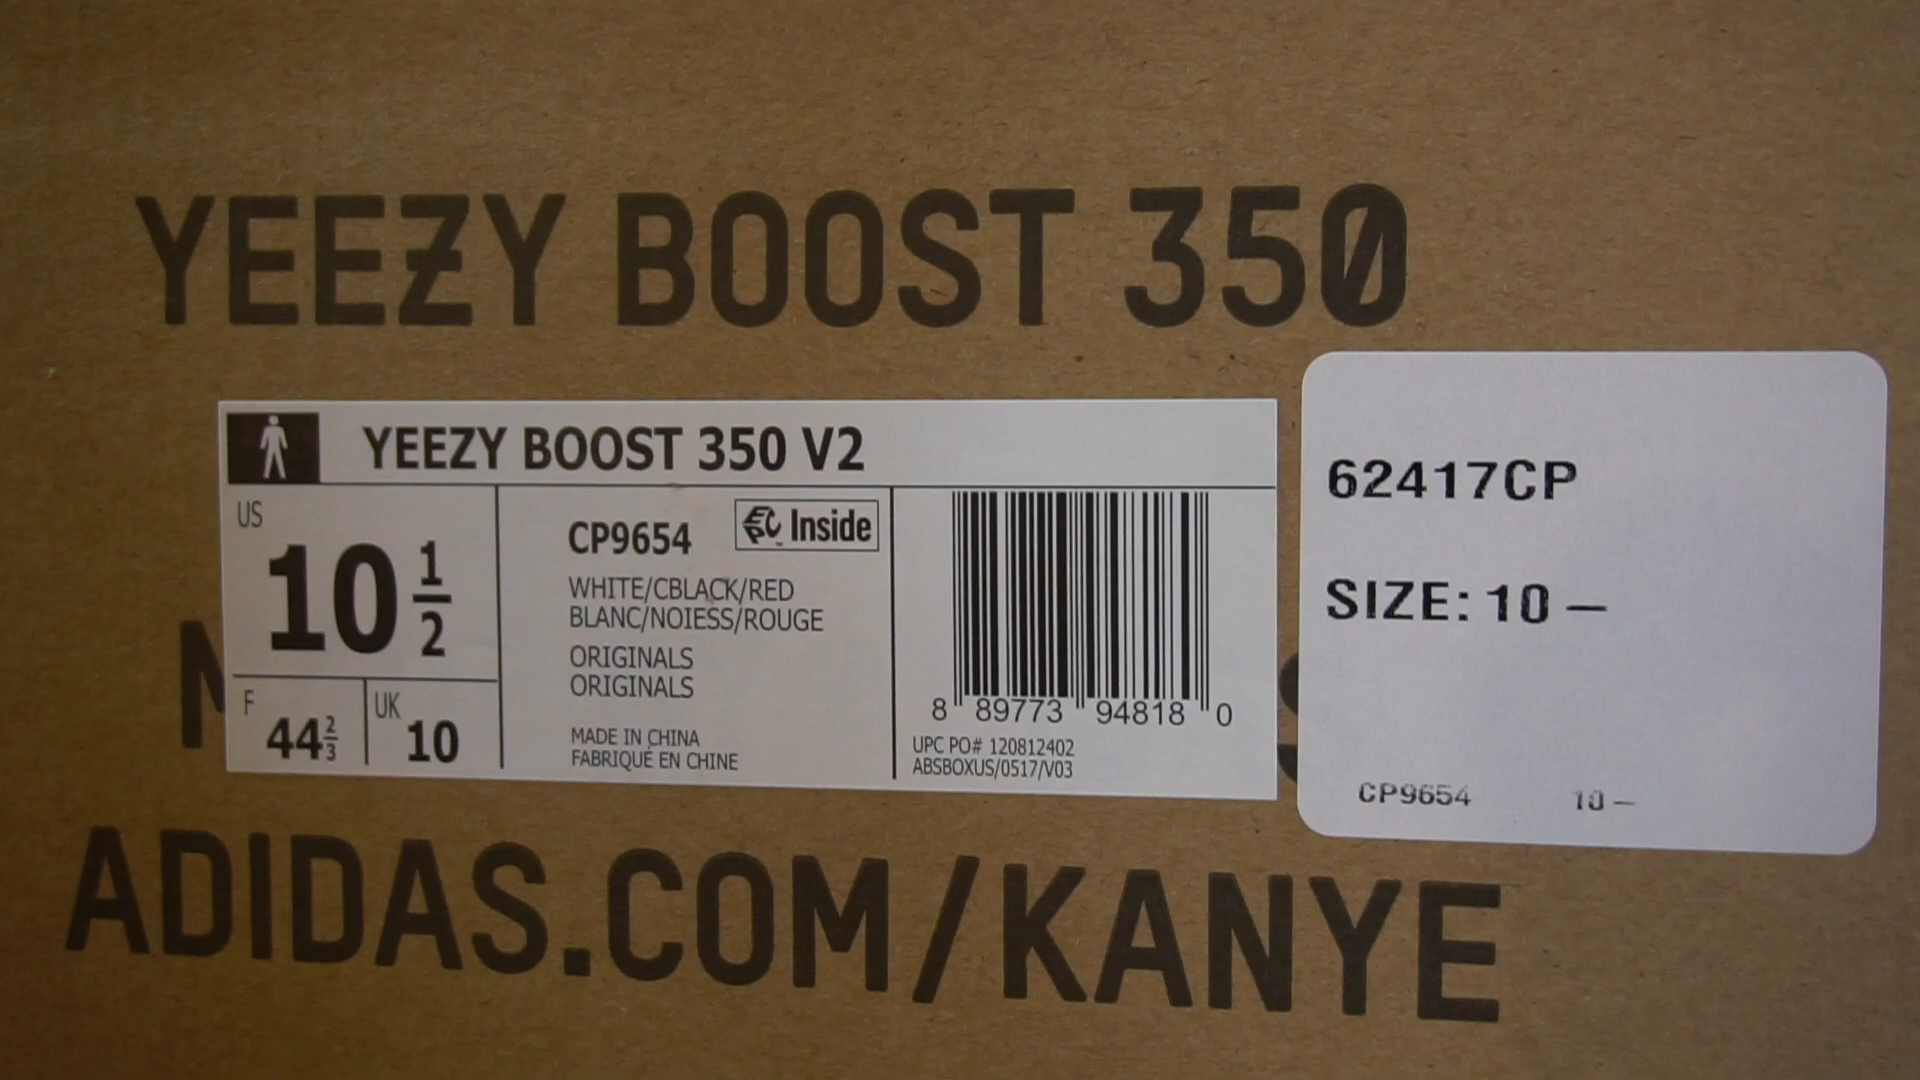 YEEZY BOOST 350
YEEZY BOOST 350 V2
US
10 1/2
F
44 2/3
UK
10
CP9654
EPC Inside
WHITE/CBLACK/RED
BLANC/NOIESS/ROUGE
ORIGINALS
ORIGINALS
MADE IN CHINA
FABRIQUÉ EN CHINE
8 89773 94818 0
UPC PO# 120812402
ABSBOXUS/0517/V03
62417CP
SIZE: 10 –
CP9654 10 –
ADIDAS.COM/KANYE